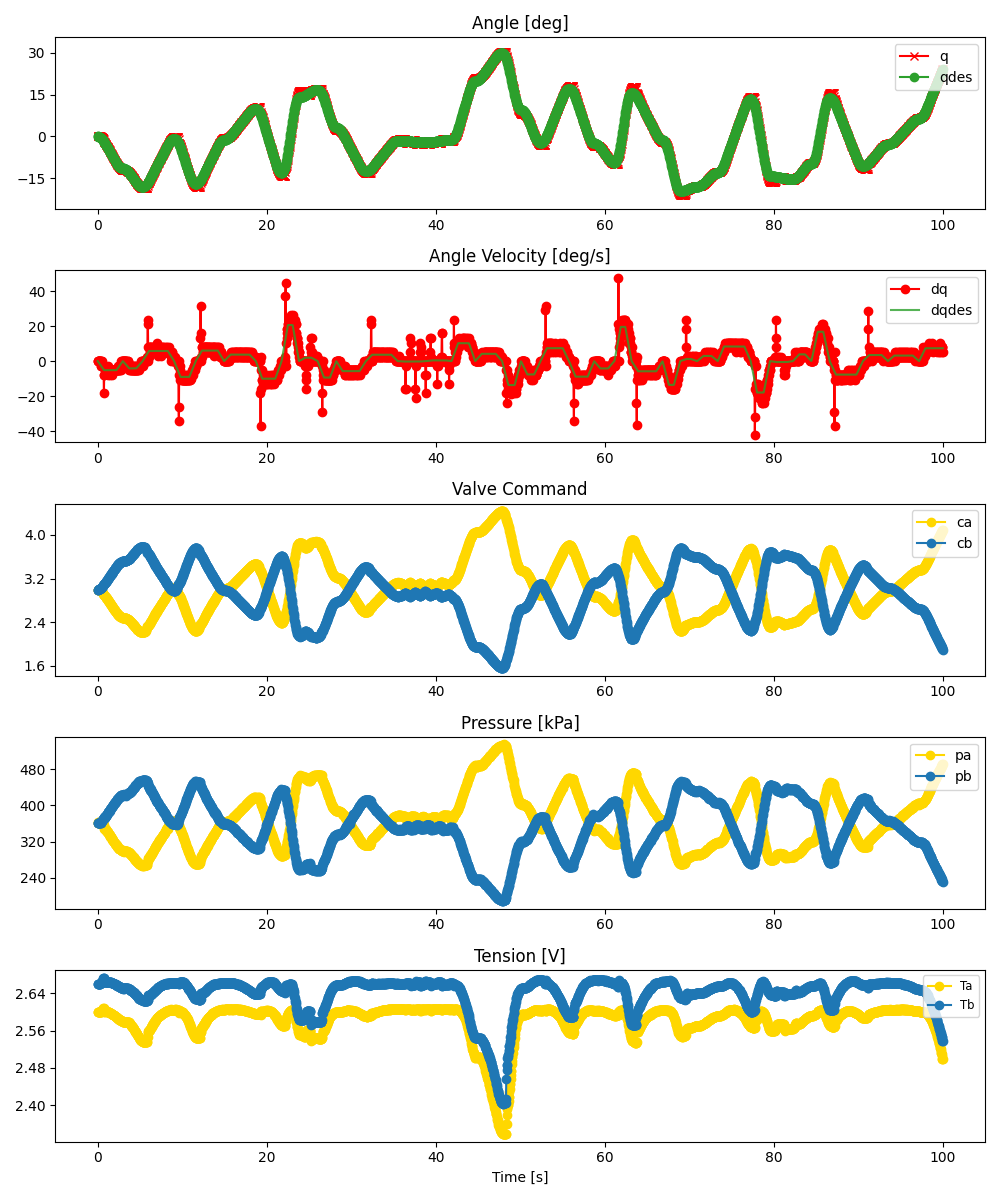 Angle [deg]
30
15
0
−15
q
qdes
0 20 40 60 80 100
Angle Velocity [deg/s]
40
20
0
−20
−40
dq
dqdes
0 20 40 60 80 100
Valve Command
4.0
3.2
2.4
1.6
ca
cb
0 20 40 60 80 100
Pressure [kPa]
480
400
320
240
pa
pb
0 20 40 60 80 100
Tension [V]
2.64
2.56
2.48
2.40
Ta
Tb
0 20 40 60 80 100
Time [s]